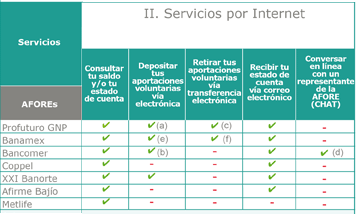 II. Servicios por Internet
Servicios
AFOREs
Consultar tu saldo y/o tu estado de cuenta
Depositar tus aportaciones voluntarias vía electrónica
Retirar tus aportaciones voluntarias vía transferencia electrónica
Recibir tu estado de cuenta vía correo electrónico
Conversar en línea con un representante de la AFORE (CHAT)
Profuturo GNP ✔ ✔(a) ✔(c) ✔ -
Banamex ✔ ✔(e) ✔(f) ✔ -
Bancomer ✔ ✔(b) - ✔ ✔(d)
Coppel ✔ - - ✔ -
XXI Banorte ✔ ✔ - ✔ -
Afirme Bajío ✔ - - ✔ -
Metlife ✔ - - - -